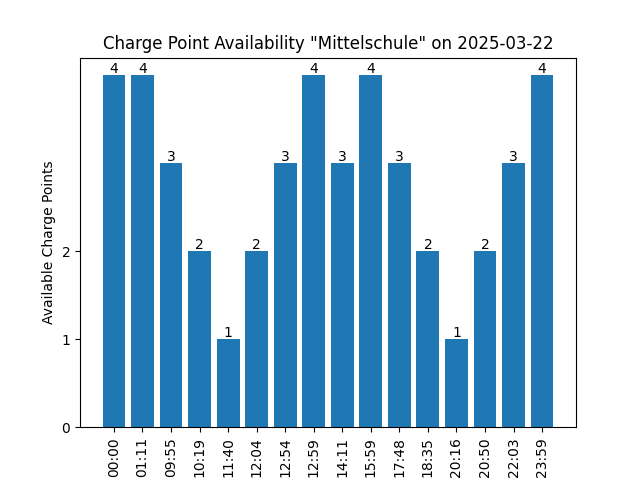 Charge Point Availability "Mittelschule" on 2025-03-22
4 4 3 2 1 2 3 4 3 4 3 2 1 2 3 4
Available Charge Points
2
1
0
00:00 01:11 09:55 10:19 11:40 12:04 12:54 12:59 14:11 15:59 17:48 18:35 20:16 20:50 22:03 23:59